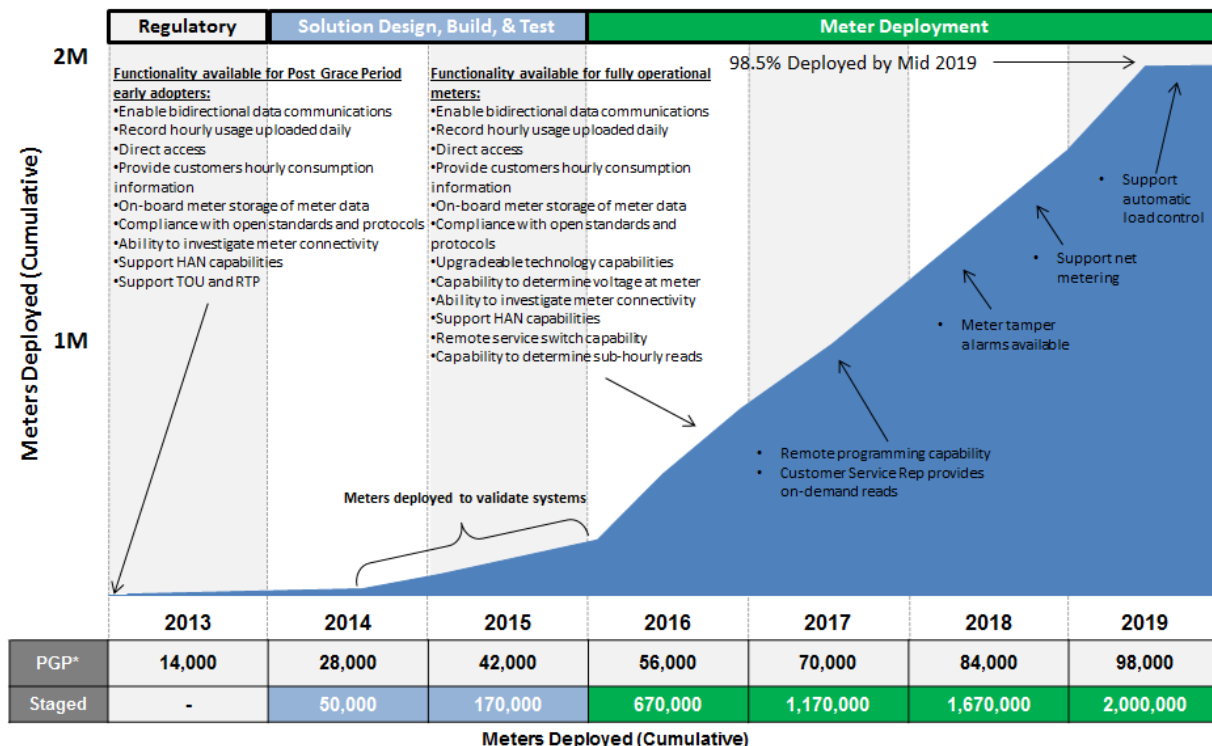 Regulatory
Solution Design, Build, & Test
Meter Deployment
2M
1M
Meters Deployed (Cumulative)
Functionality available for Post Grace Period
early adopters:
•Enable bidirectional data communications
•Record hourly usage uploaded daily
•Direct access
•Provide customers hourly consumption
information
•On-board meter storage of meter data
•Compliance with open standards and protocols
•Ability to investigate meter connectivity
•Support HAN capabilities
•Support TOU and RTP
Functionality available for fully operational
meters:
•Enable bidirectional data communications
•Record hourly usage uploaded daily
•Direct access
•Provide customers hourly consumption
information
•On-board meter storage of meter data
•Compliance with open standards and
protocols
•Upgradeable technology capabilities
•Capability to determine voltage at meter
•Ability to investigate meter connectivity
•Support HAN capabilities
•Remote service switch capability
•Capability to determine sub-hourly reads
98.5% Deployed by Mid 2019
• Support
automatic
load control
• Support net
metering
• Meter tamper
alarms available
• Remote programming capability
• Customer Service Rep provides
on-demand reads
Meters deployed to validate systems
2013 2014 2015 2016 2017 2018 2019
PGP* 14,000 28,000 42,000 56,000 70,000 84,000 98,000
Staged - 50,000 170,000 670,000 1,170,000 1,670,000 2,000,000
Meters Deployed (Cumulative)